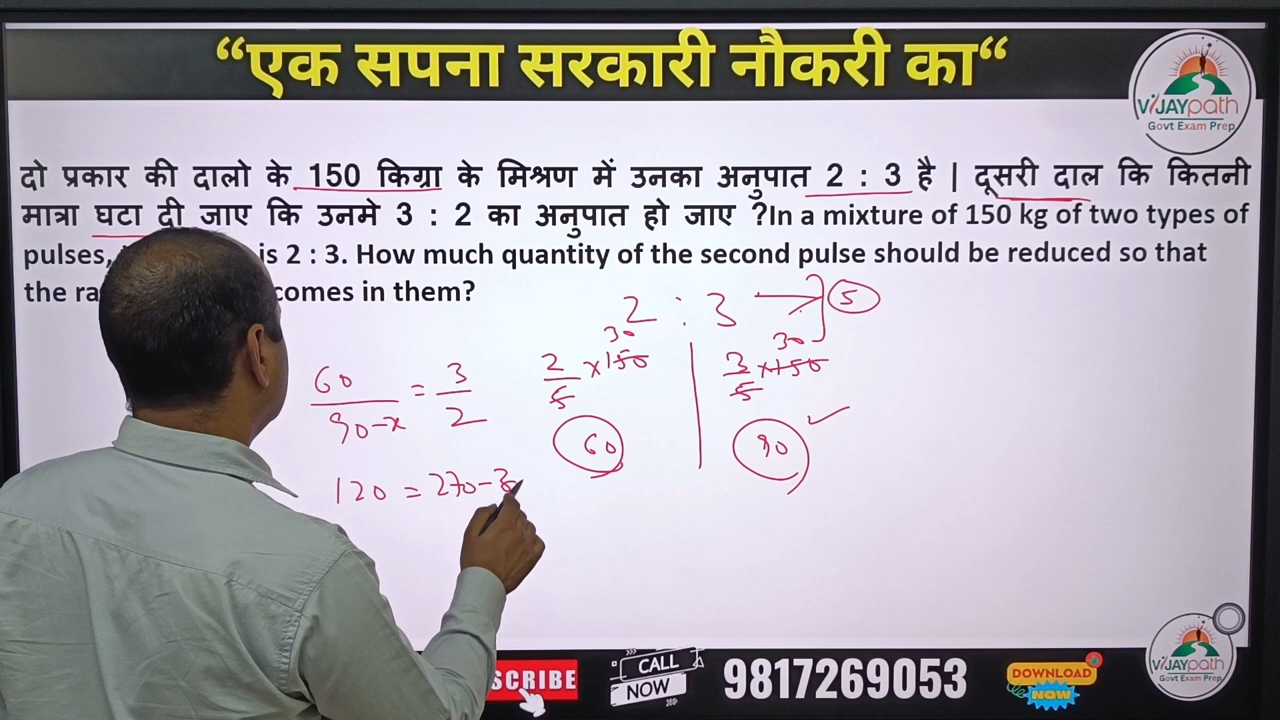 “एक सपना सरकारी नौकरी का“
VIJAYpath
Govt Exam Prep
दो प्रकार की दालो के 150 किग्रा के मिश्रण में उनका अनुपात 2 : 3 है | दूसरी दाल कि कितनी
मात्रा घटा दी जाए कि उनमे 3 : 2 का अनुपात हो जाए ?In a mixture of 150 kg of two types of
pulses, is 2 : 3. How much quantity of the second pulse should be reduced so that
the comes in them?
2 : 3 5
30 30
2/5 ×150 3/5 ×150
60 90
60/90-x = 3/2
120 = 270-3
SCRIBE
CALL
NOW
9817269053
DOWNLOAD
NOW
VIJAYpath
Govt Exam Prep